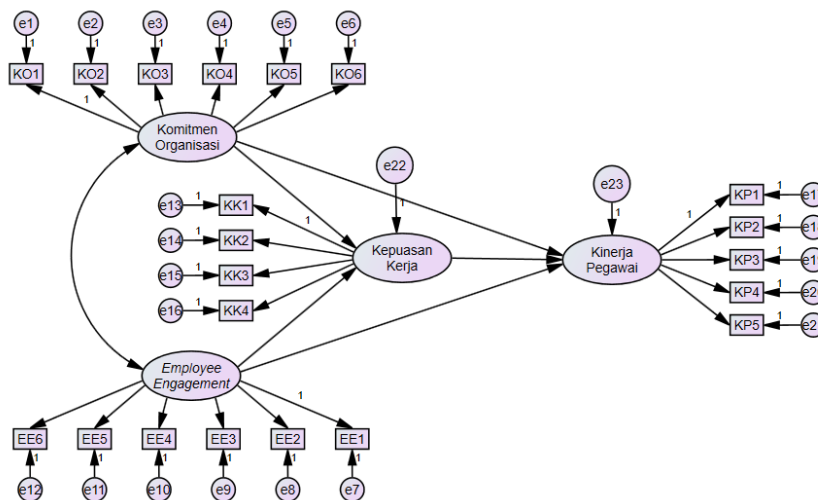 e1 e2 e3 e4 e5 e6
1 1 1 1 1 1
KO1 KO2 KO3 KO4 KO5 KO6
1
Komitmen
Organisasi
e22
1
e23
1
e13 1 KK1 1
e14 1 KK2
e15 1 KK3
e16 1 KK4
Kepuasan
Kerja
Kinerja
Pegawai
1 KP1 1
KP2 1
KP3 1
KP4 1
KP5 1
Employee
Engagement
1
EE6 EE5 EE4 EE3 EE2 EE1
1 1 1 1 1 1
e12 e11 e10 e9 e8 e7